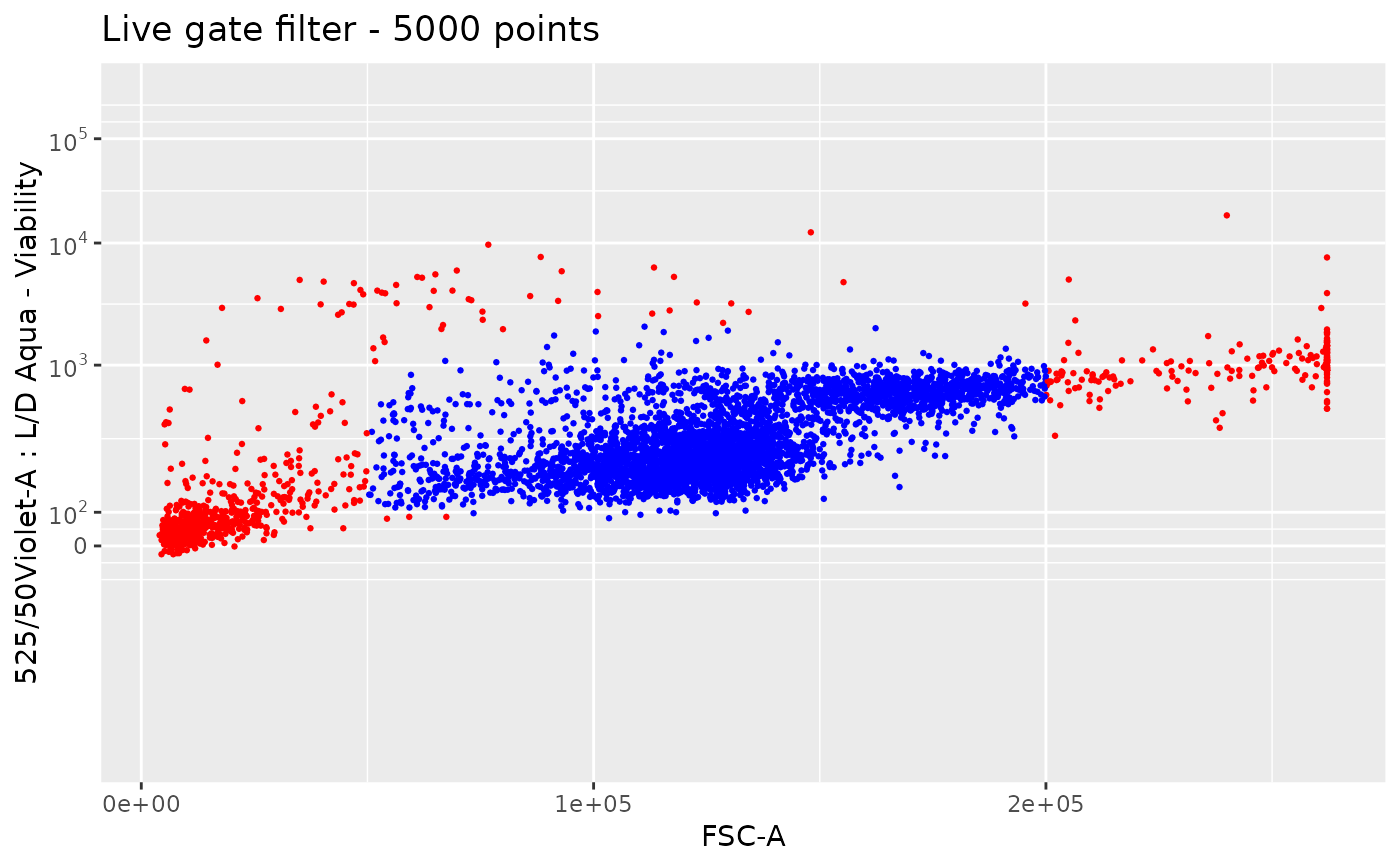 Live gate filter - 5000 points
525/50Violet-A : L/D Aqua - Viability
10⁵
10⁴
10³
10²
0
0e+00 1e+05 2e+05
FSC-A